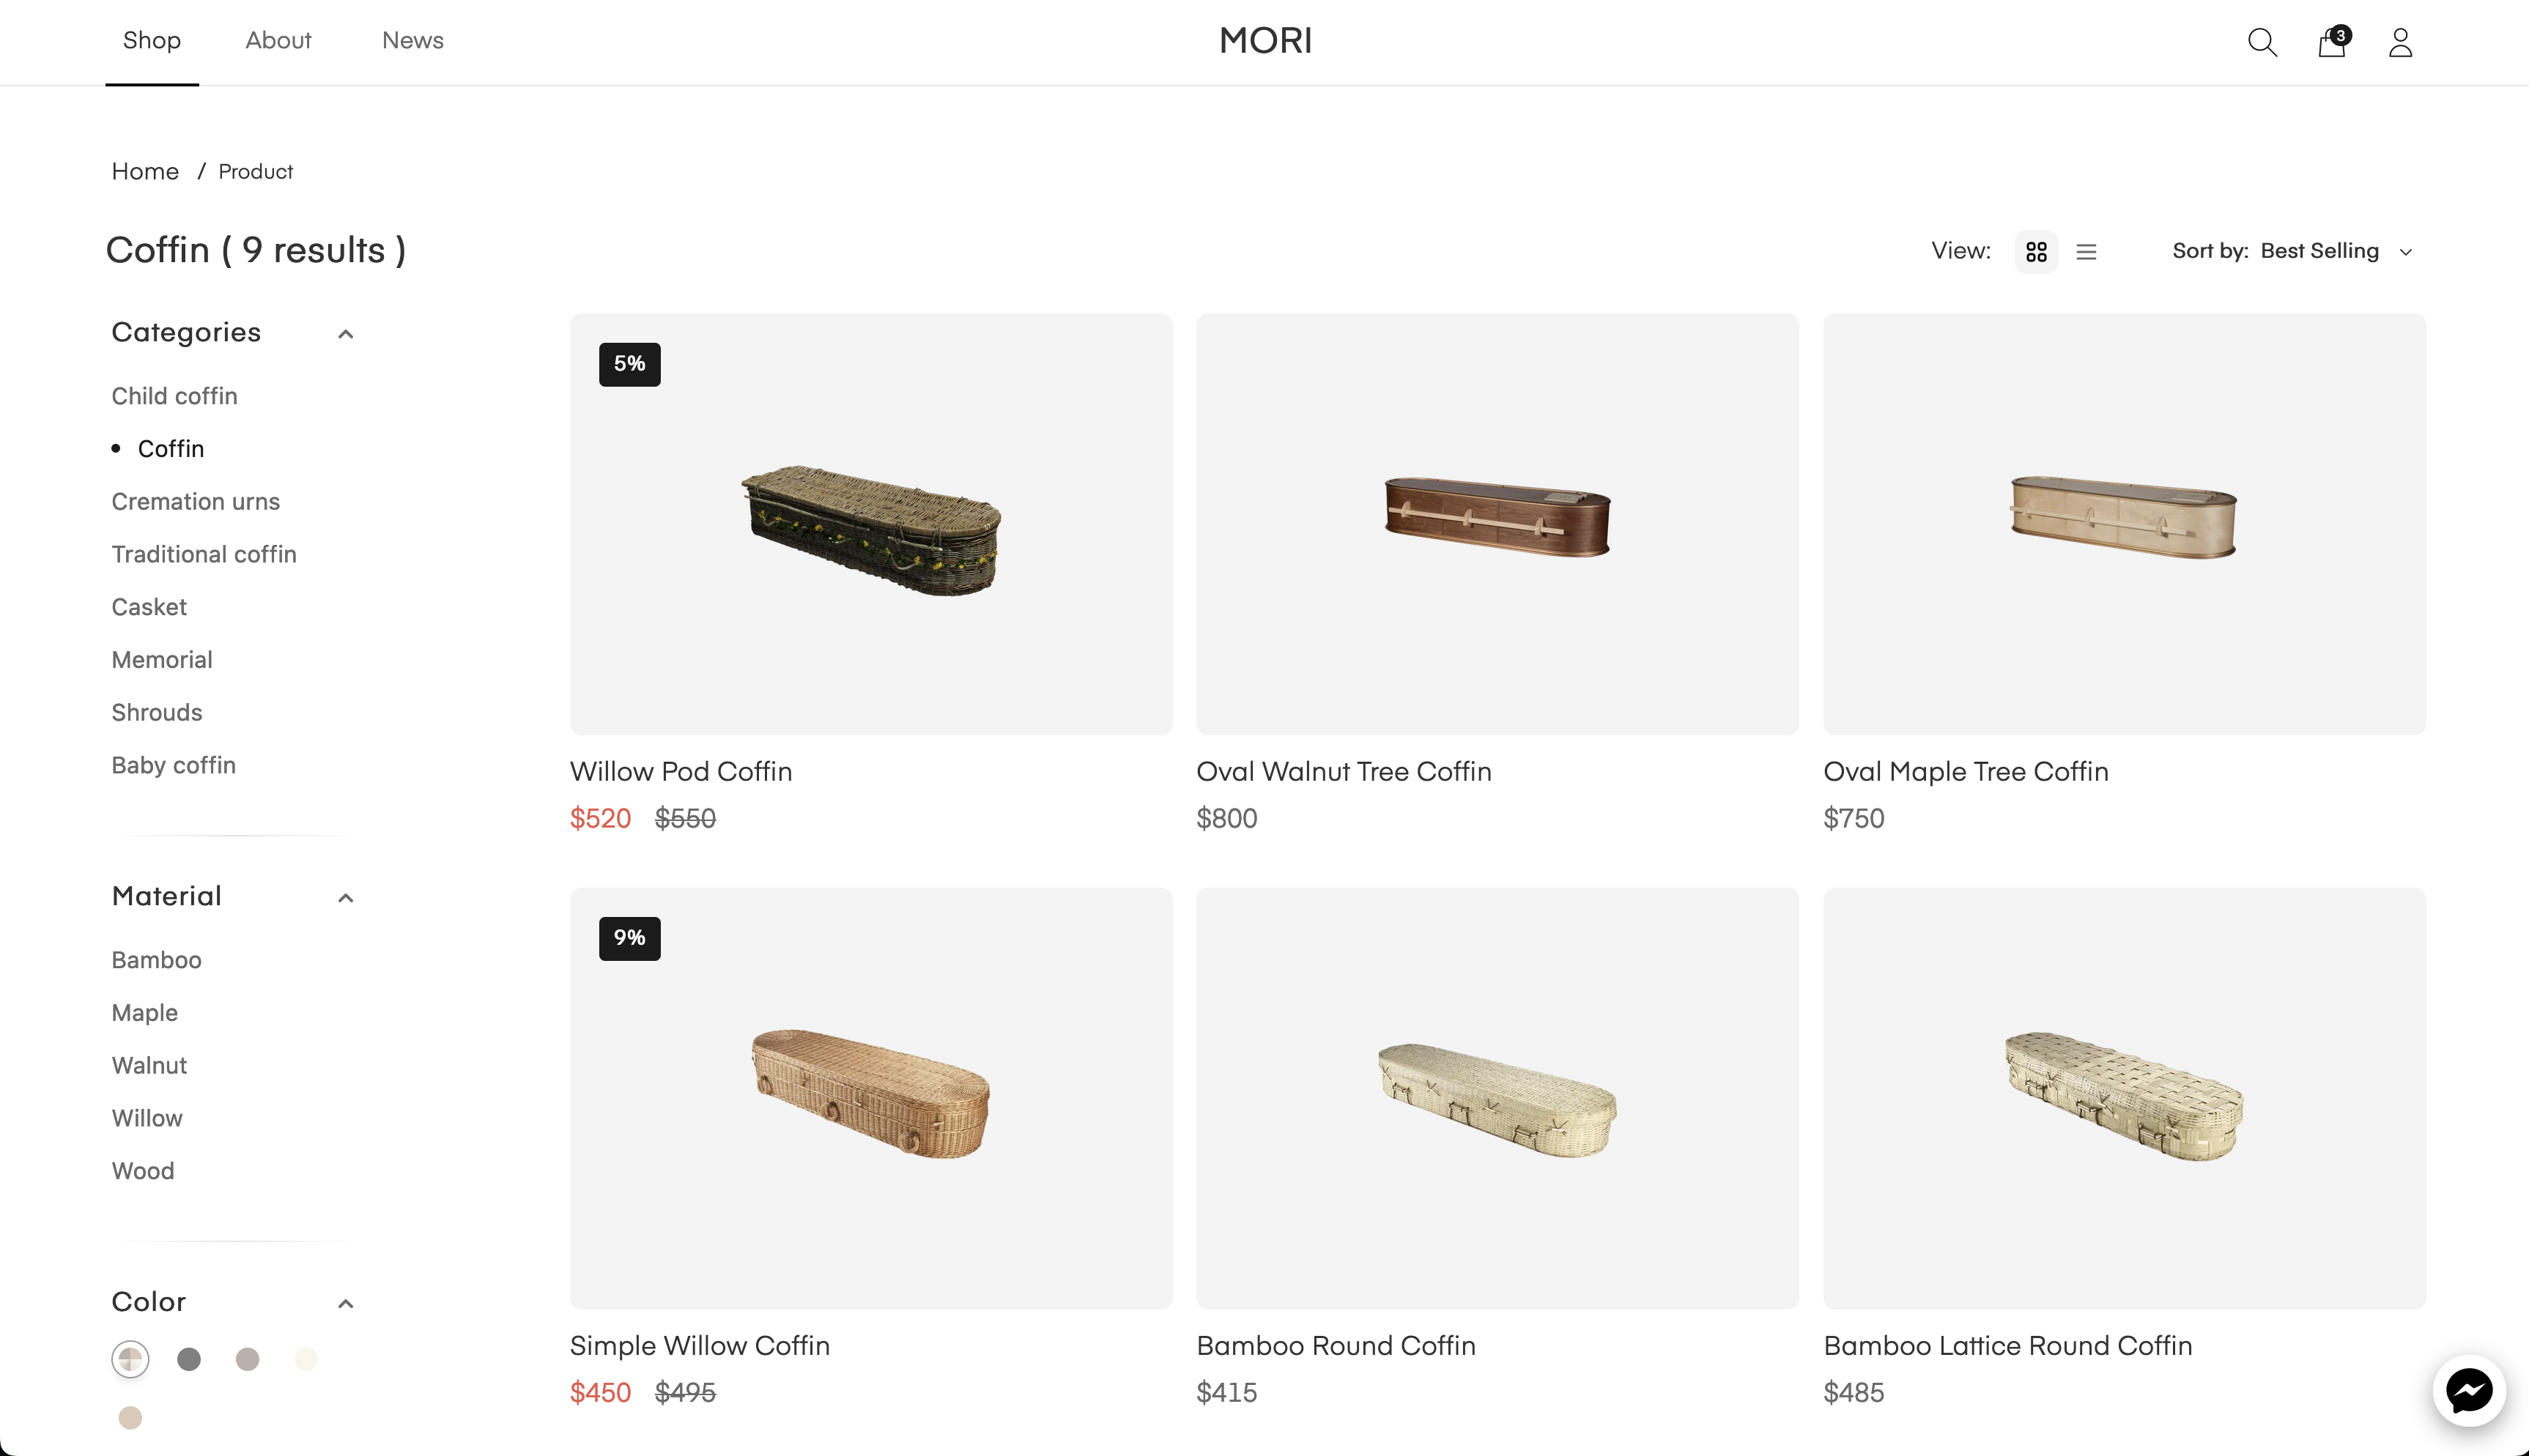 Shop About News
MORI
3
Home / Product
Coffin ( 9 results )
View:
Sort by: Best Selling
Categories
Child coffin
Coffin
Cremation urns
Traditional coffin
Casket
Memorial
Shrouds
Baby coffin
Material
Bamboo
Maple
Walnut
Willow
Wood
Color
5%
Willow Pod Coffin
$520 $550
Oval Walnut Tree Coffin
$800
Oval Maple Tree Coffin
$750
9%
Simple Willow Coffin
$450 $495
Bamboo Round Coffin
$415
Bamboo Lattice Round Coffin
$485